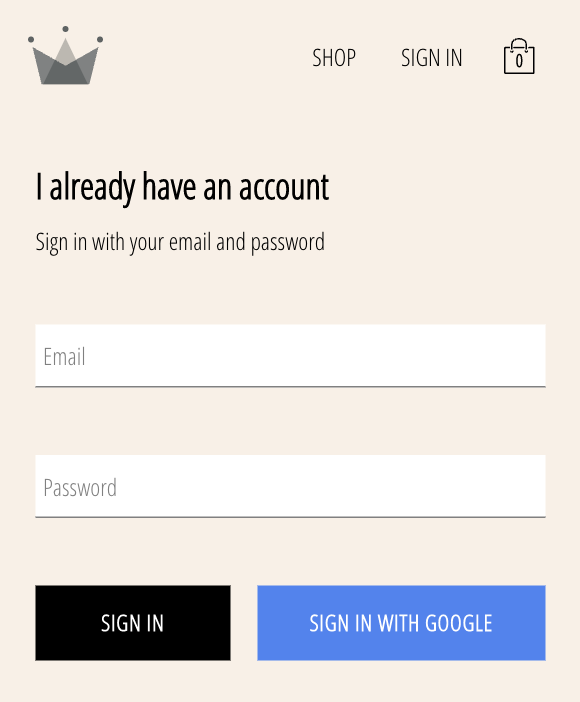 SHOP SIGN IN 0
I already have an account
Sign in with your email and password
Email
Password
SIGN IN SIGN IN WITH GOOGLE